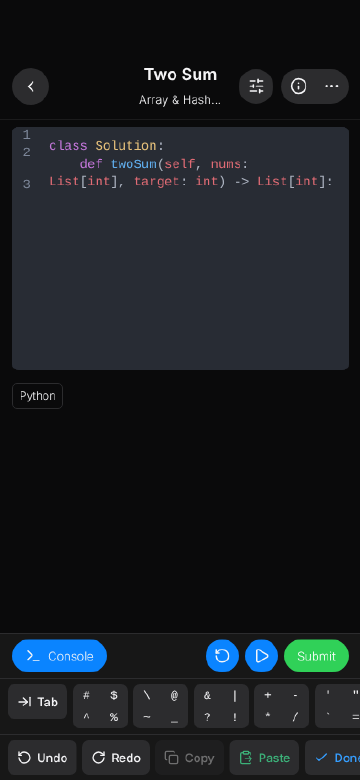 Two Sum
Array & Hash...
1
class Solution:
2
def twoSum(self, nums:
List[int], target: int) -> List[int]:
3
Python
Console
Submit
Tab
# $ \ @ & | + - ' "
^ % ~ _ ? ! * / ` =
Undo Redo Copy Paste Done